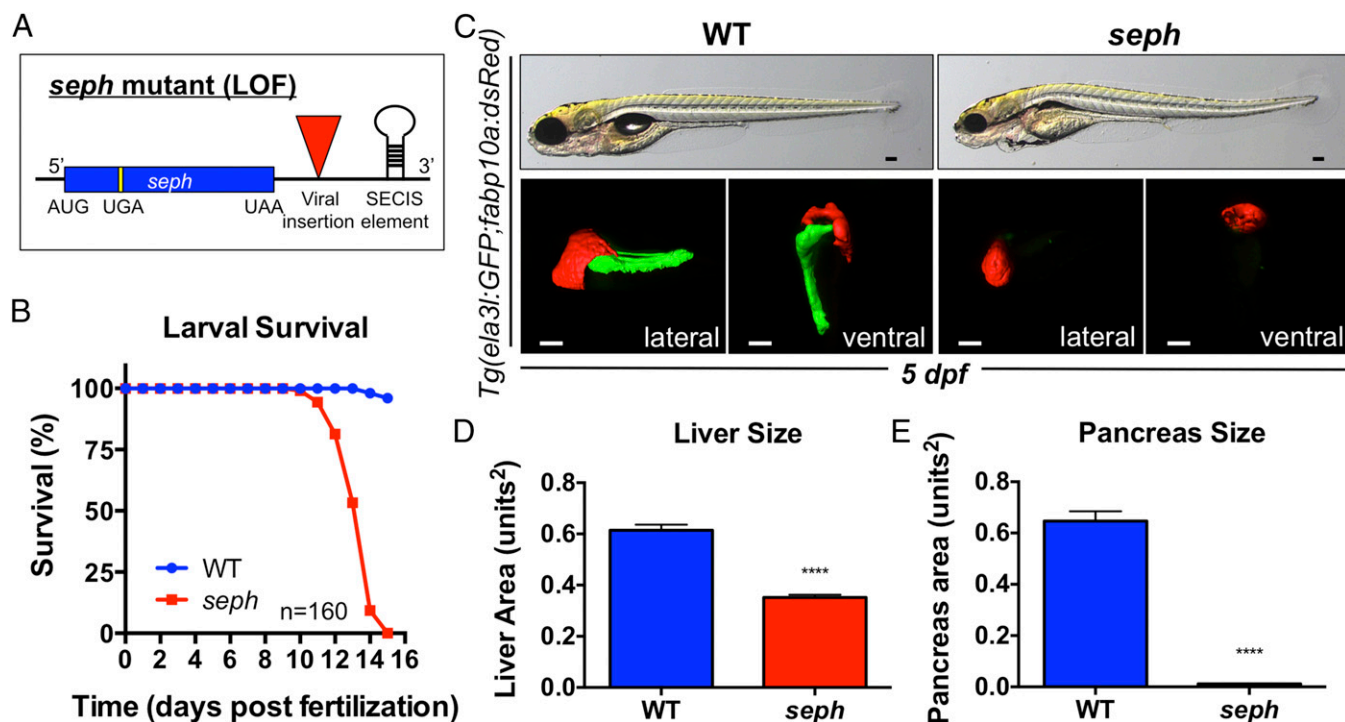 A
seph mutant (LOF)
5’
3’
seph
AUG
UGA
UAA
Viral
insertion
SECIS
element
B
Larval Survival
Survival (%)
100
75
50
25
0
WT
seph
n=160
0 2 4 6 8 10 12 14 16
Time (days post fertilization)
C
WT
seph
Tg(ela3l:GFP;fabp10a:dsRed)
lateral
ventral
lateral
ventral
5 dpf
D
Liver Size
Liver Area (units²)
0.8
0.6
0.4
0.2
0.0
****
WT
seph
E
Pancreas Size
Pancreas area (units²)
0.8
0.6
0.4
0.2
0.0
****
WT
seph